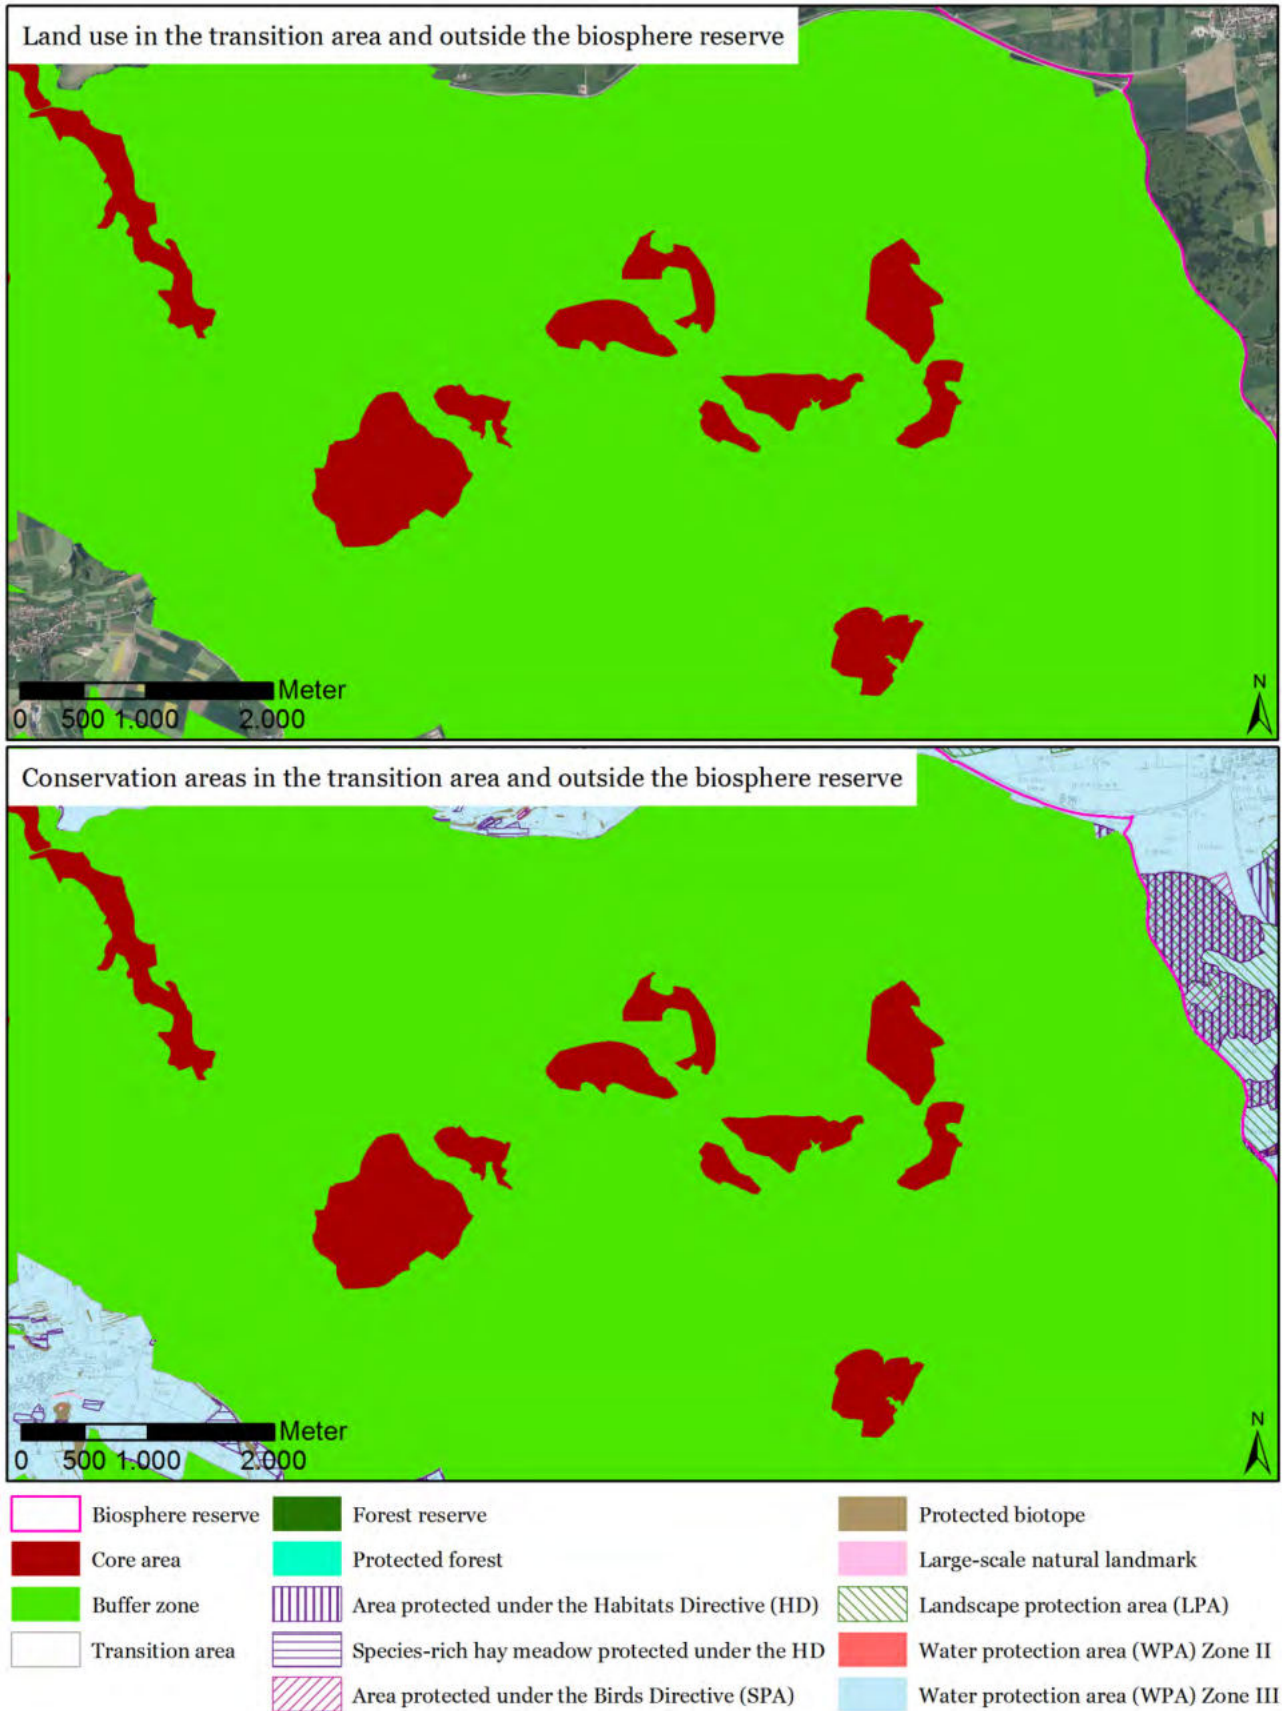 Land use in the transition area and outside the biosphere reserve
Meter
0 500 1.000 2.000
N
Conservation areas in the transition area and outside the biosphere reserve
Meter
0 500 1.000 2.000
N
Biosphere reserve
Core area
Buffer zone
Transition area
Forest reserve
Protected forest
Area protected under the Habitats Directive (HD)
Species-rich hay meadow protected under the HD
Area protected under the Birds Directive (SPA)
Protected biotope
Large-scale natural landmark
Landscape protection area (LPA)
Water protection area (WPA) Zone II
Water protection area (WPA) Zone III